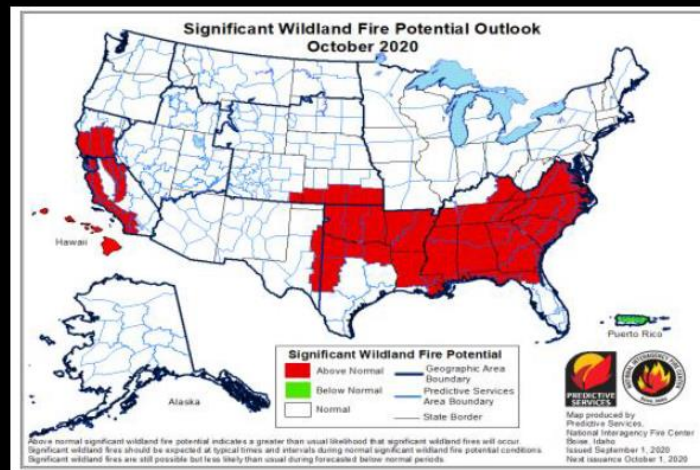 Significant Wildland Fire Potential Outlook
October 2020
Hawaii
Alaska
Puerto Rico
Significant Wildland Fire Potential
Above Normal
Below Normal
Normal
Geographic Area
Boundary
Predictive Services
Area Boundary
State Border
PREDICTIVE
SERVICES
NATIONAL INTERAGENCY FIRE CENTER
Map produced by
Predictive Services,
National Interagency Fire Center
Boise, Idaho
Issued September 1, 2020
Next issuance October 1, 2020
Above normal significant wildland fire potential indicates a greater than usual likelihood that significant wildland fires will occur.
Significant wildland fires should be expected at typical times and intervals during normal significant wildland fire potential conditions.
Significant wildland fires are still possible but less likely than usual during forecasted below normal periods.